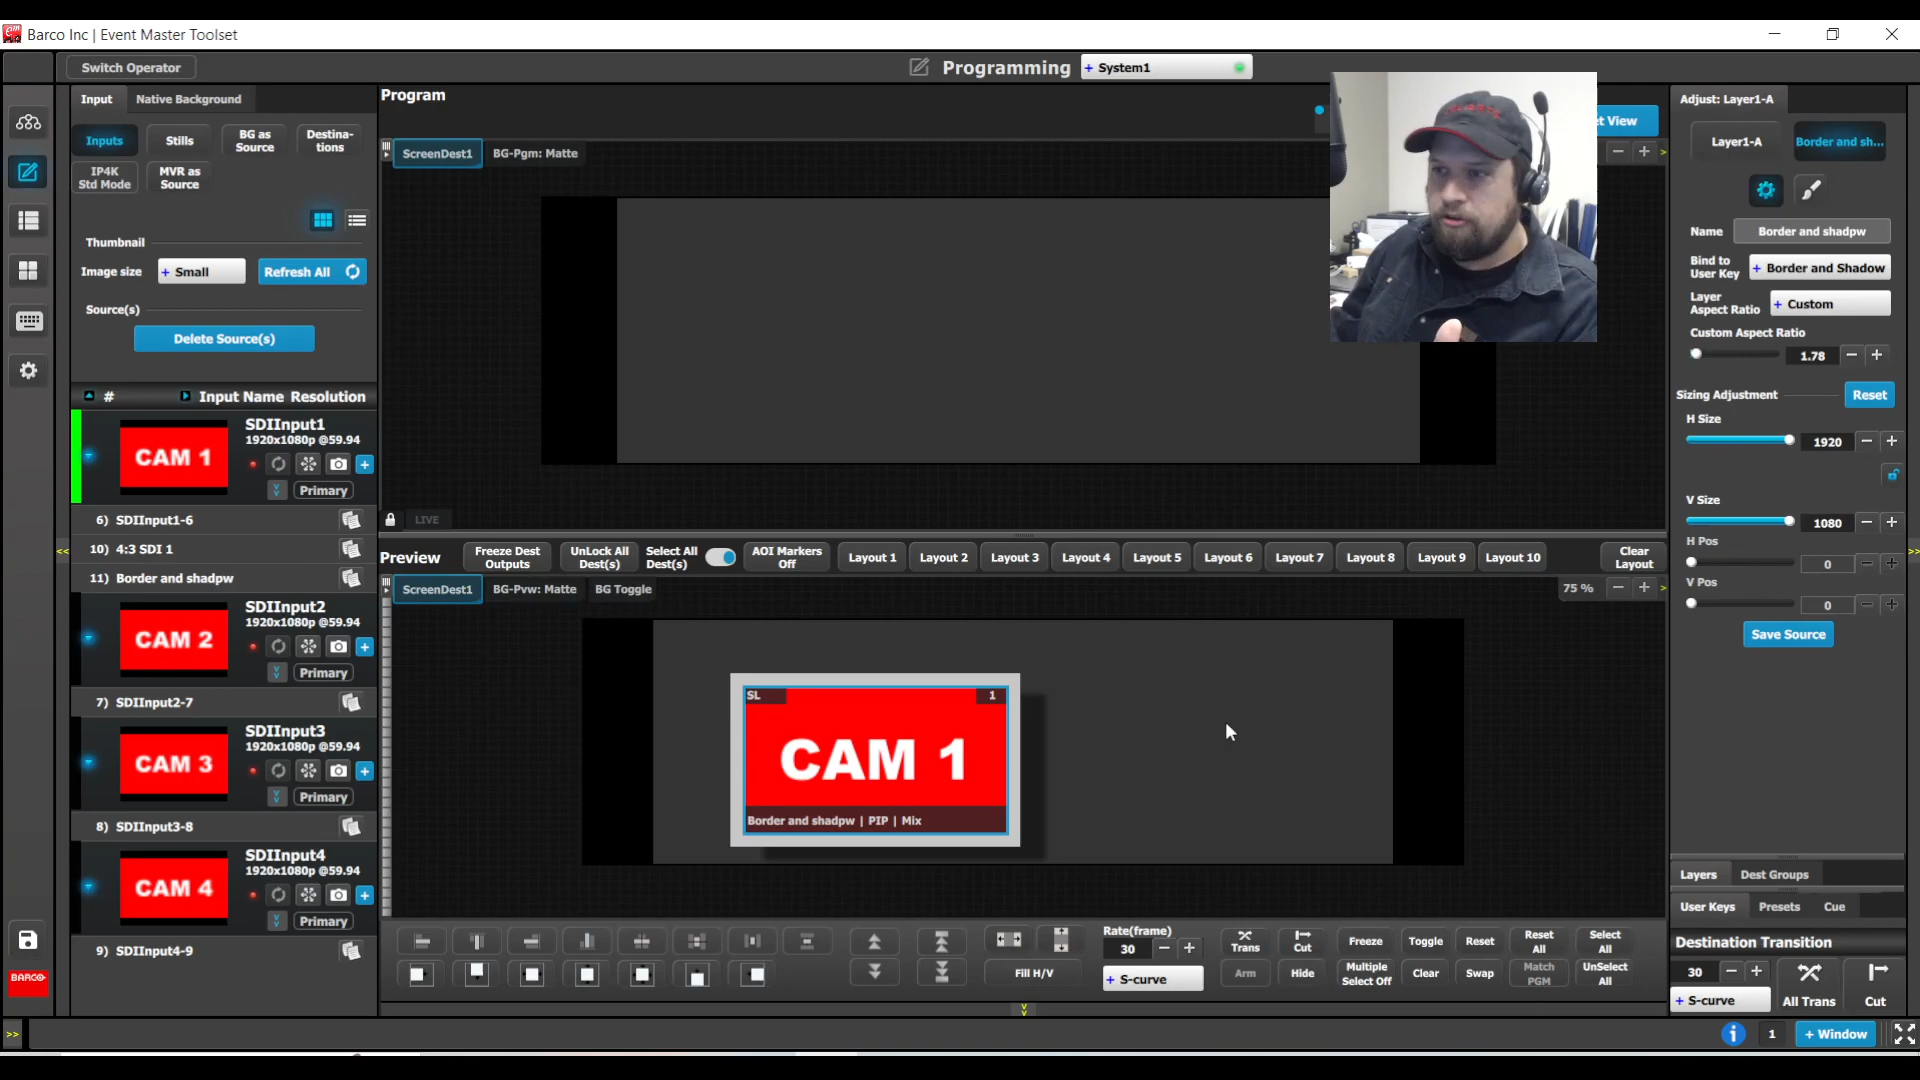 Barco Inc | Event Master Toolset
Switch Operator
Programming
+ System1
Input
Native Background
Inputs
Stills
BG as
Source
Destina-
tions
IP4K
Std Mode
MVR as
Source
Thumbnail
Image size
+ Small
Refresh All
Source(s)
Delete Source(s)
#
Input Name
Resolution
CAM 1
SDIInput1
1920x1080p @59.94
Primary
6) SDIInput1-6
10) 4:3 SDI 1
11) Border and shadpw
CAM 2
SDIInput2
1920x1080p @59.94
Primary
7) SDIInput2-7
CAM 3
SDIInput3
1920x1080p @59.94
Primary
8) SDIInput3-8
CAM 4
SDIInput4
1920x1080p @59.94
Primary
9) SDIInput4-9
BARCO
Program
ScreenDest1
BG-Pgm: Matte
LIVE
Preview
Freeze Dest
Outputs
UnLock All
Dest(s)
Select All
Dest(s)
AOI Markers
Off
Layout 1
Layout 2
Layout 3
Layout 4
Layout 5
Layout 6
Layout 7
Layout 8
Layout 9
Layout 10
Clear
Layout
ScreenDest1
BG-Pvw: Matte
BG Toggle
75 %
SL
1
CAM 1
Border and shadpw | PIP | Mix
Fill H/V
Rate(frame)
30
+ S-curve
Trans
Arm
Cut
Hide
Freeze
Multiple
Select Off
Toggle
Clear
Reset
Swap
Reset
All
Match
PGM
Select
All
UnSelect
All
View
Adjust: Layer1-A
Layer1-A
Border and sh...
Name
Border and shadpw
Bind to
User Key
+ Border and Shadow
Layer
Aspect Ratio
+ Custom
Custom Aspect Ratio
1.78
Sizing Adjustment
Reset
H Size
1920
V Size
1080
H Pos
0
V Pos
0
Save Source
Layers
Dest Groups
User Keys
Presets
Cue
Destination Transition
30
+ S-curve
All Trans
Cut
1
+ Window